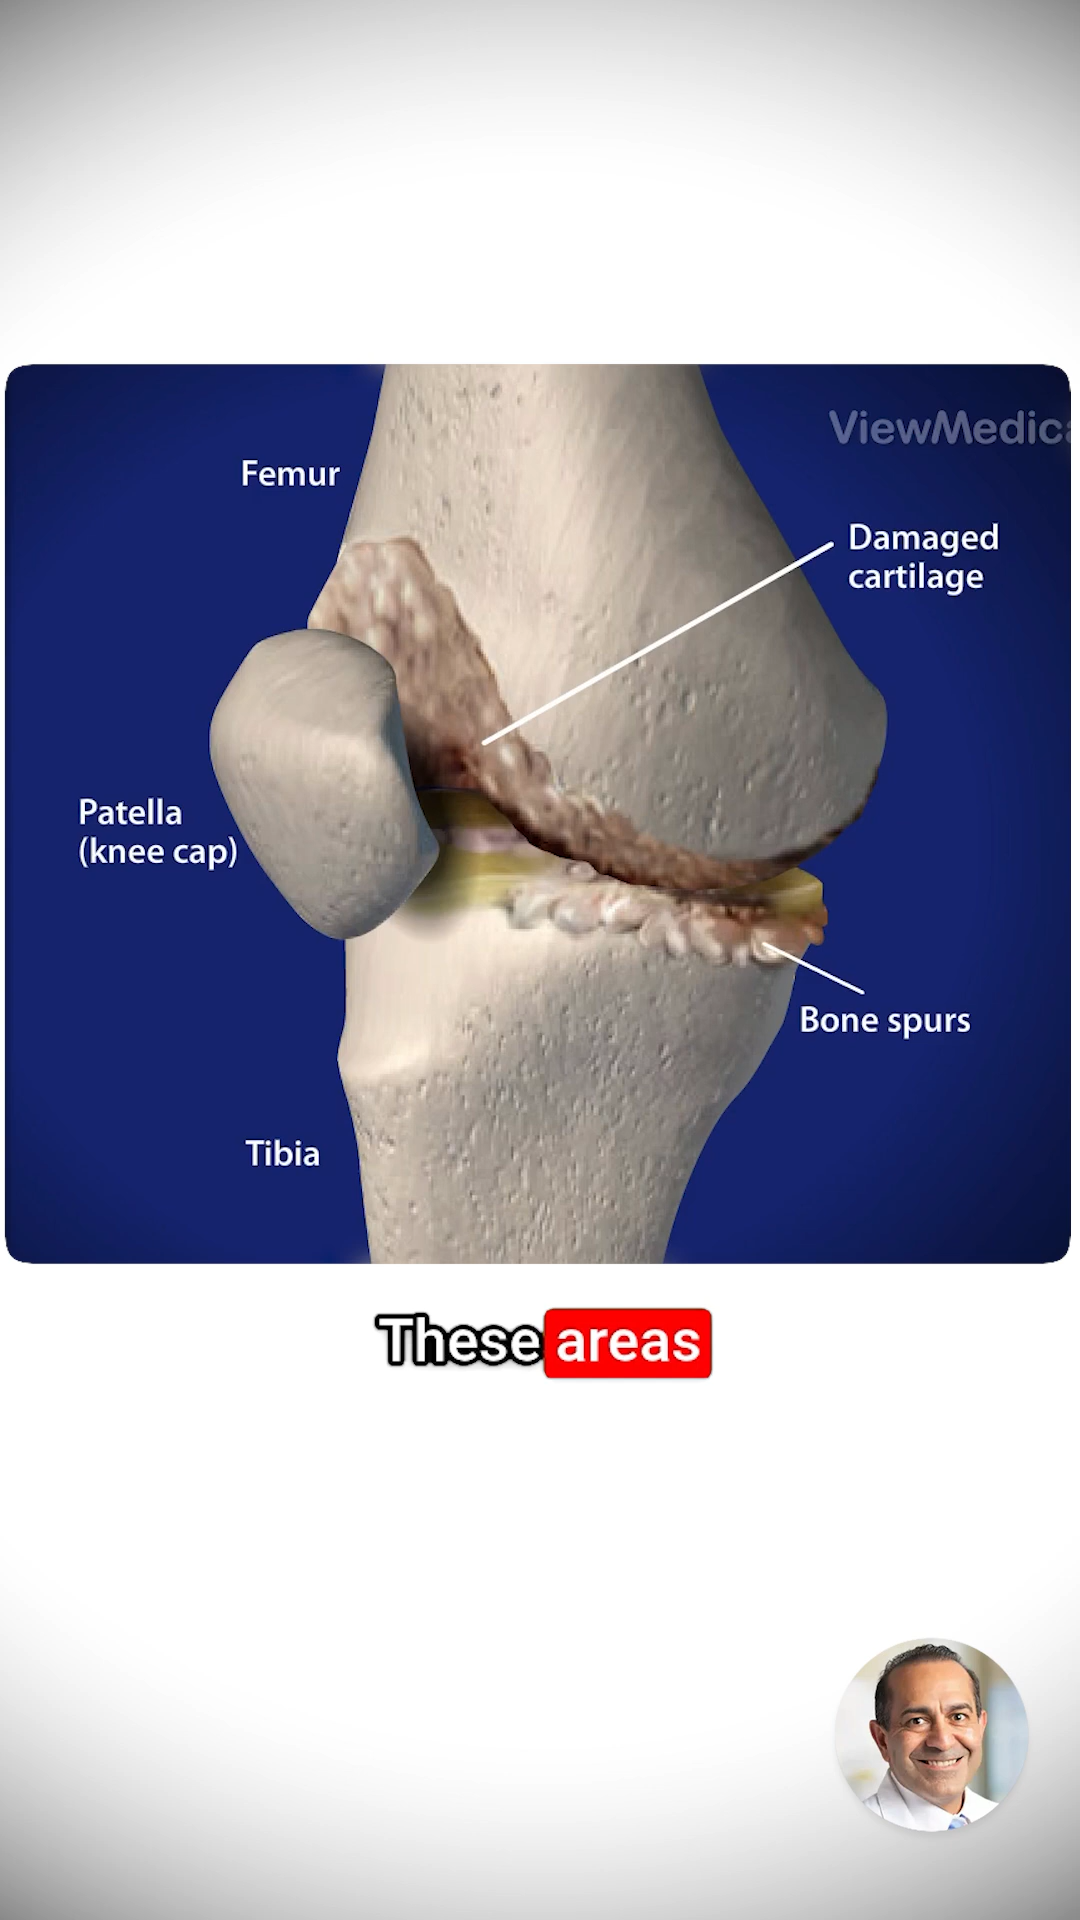 ViewMedica
Femur
Damaged
cartilage
Patella
(knee cap)
Bone spurs
Tibia
These areas